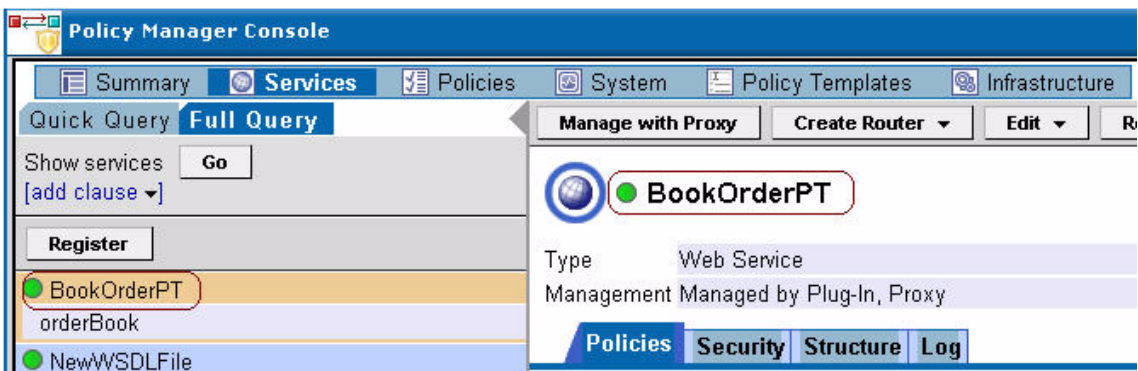 Policy Manager Console
Summary Services Policies System Policy Templates Infrastructure
Quick Query Full Query
Show services Go
[add clause ▾]
Register
BookOrderPT
orderBook
NewWSDLFile
Manage with Proxy Create Router ▾ Edit ▾
BookOrderPT
Type Web Service
Management Managed by Plug-In, Proxy
Policies Security Structure Log